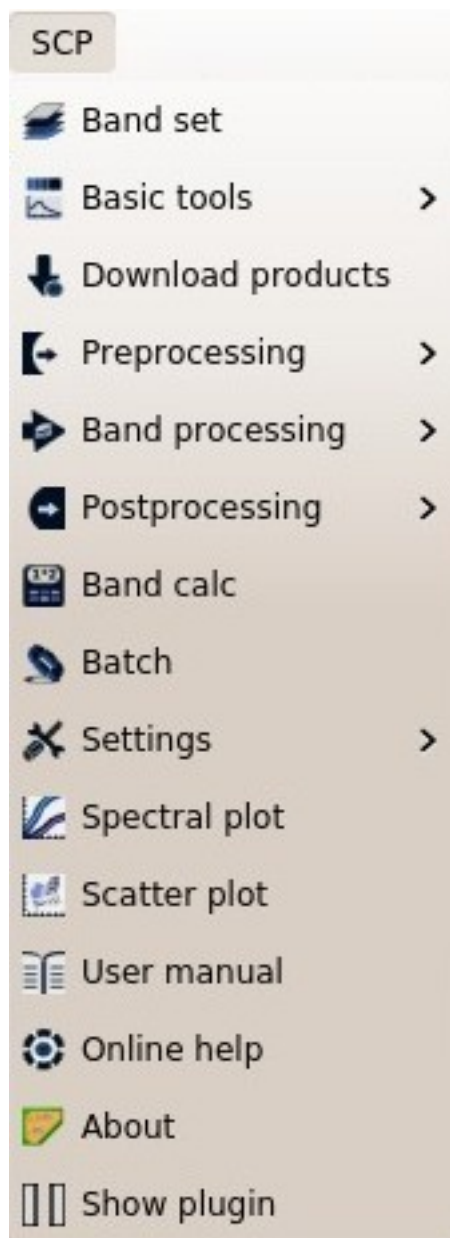 SCP
Band set
Basic tools
Download products
Preprocessing
Band processing
Postprocessing
Band calc
Batch
Settings
Spectral plot
Scatter plot
User manual
Online help
About
Show plugin